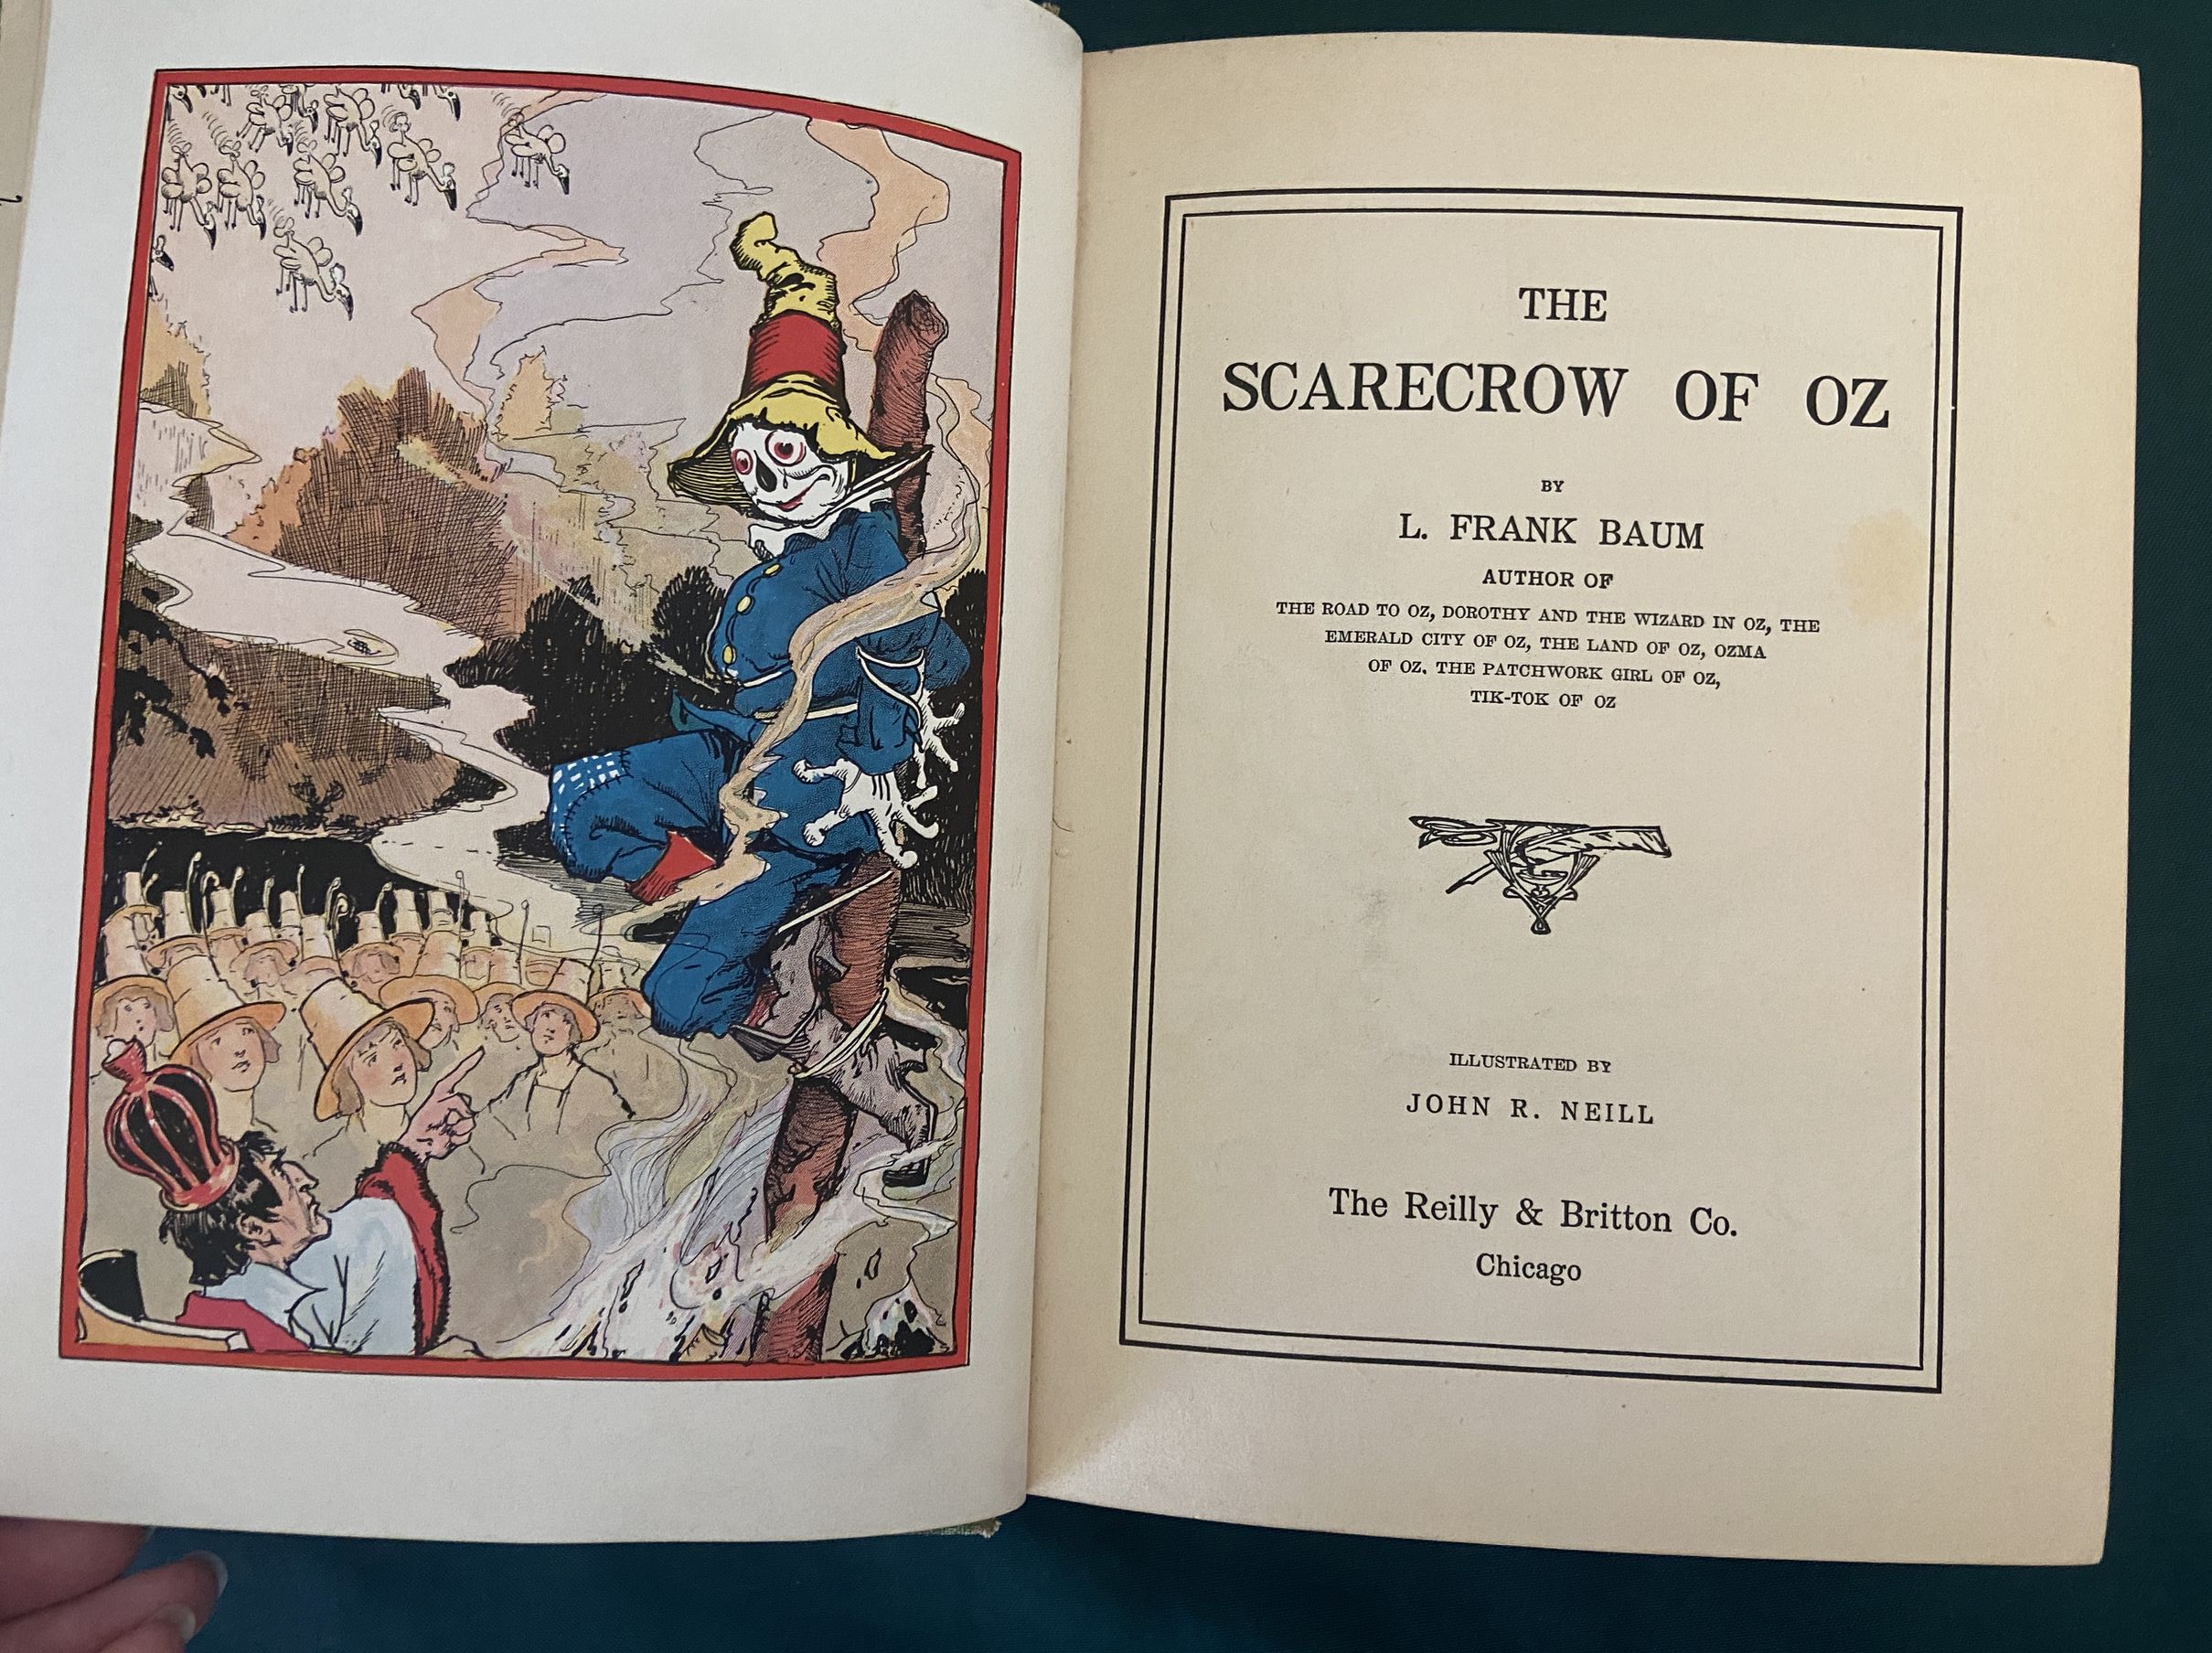 THE
SCARECROW OF OZ
BY
L. FRANK BAUM
AUTHOR OF
THE ROAD TO OZ, DOROTHY AND THE WIZARD IN OZ, THE
EMERALD CITY OF OZ, THE LAND OF OZ, OZMA
OF OZ. THE PATCHWORK GIRL OF OZ,
TIK-TOK OF OZ
ILLUSTRATED BY
JOHN R. NEILL
The Reilly & Britton Co.
Chicago